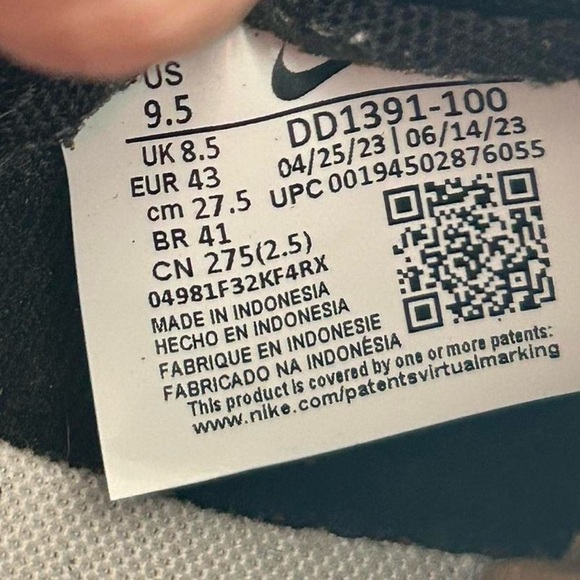 US
9.5
UK 8.5
EUR 43
cm 27.5
BR 41
CN 275(2.5)
04981F32KF4RX
DD1391-100
04/25/23 | 06/14/23
UPC 00194502876055
MADE IN INDONESIA
HECHO EN INDONESIA
FABRIQUE EN INDONESIE
FABRICADO NA INDONÉSIA
This product is covered by one or more patents:
www.nike.com/patentsvirtualmarking